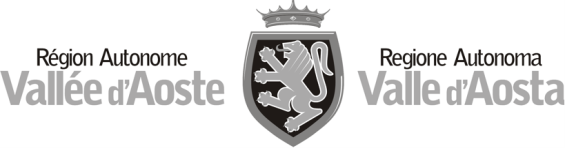 Région Autonome
Vallée d'Aoste
Regione Autonoma
Valle d'Aosta